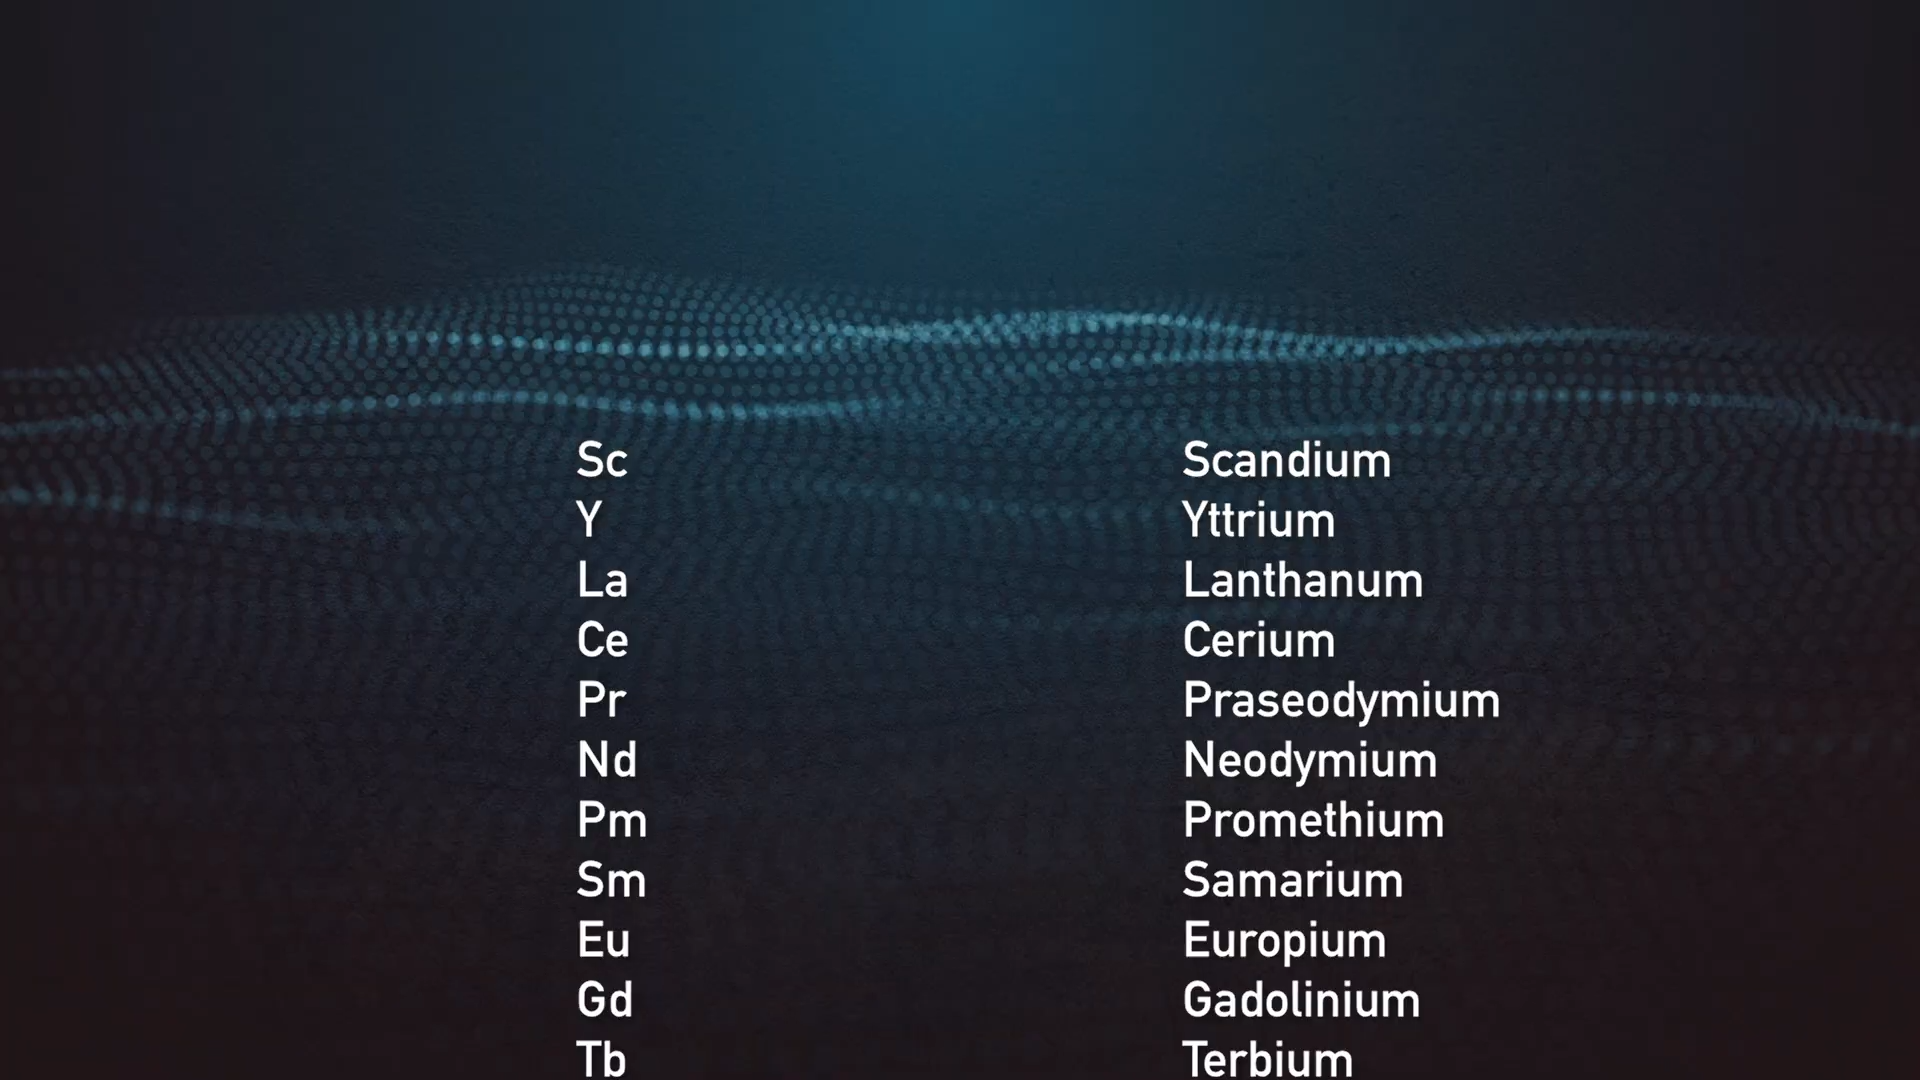 Sc Scandium
Y Yttrium
La Lanthanum
Ce Cerium
Pr Praseodymium
Nd Neodymium
Pm Promethium
Sm Samarium
Eu Europium
Gd Gadolinium
Tb Terbium